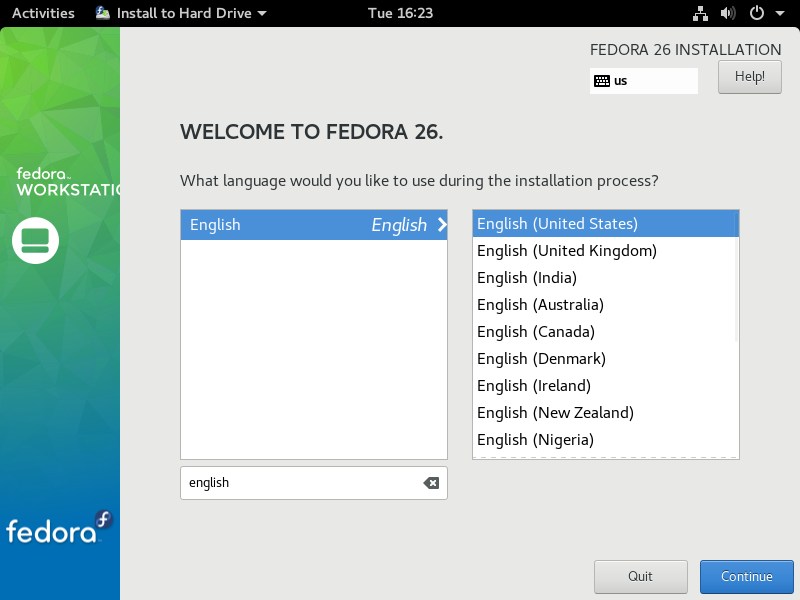 Activities Install to Hard Drive Tue 16:23
FEDORA 26 INSTALLATION
us Help!
fedora
WORKSTATIO
WELCOME TO FEDORA 26.
What language would you like to use during the installation process?
English English
English (United States)
English (United Kingdom)
English (India)
English (Australia)
English (Canada)
English (Denmark)
English (Ireland)
English (New Zealand)
English (Nigeria)
english
fedora
Quit Continue